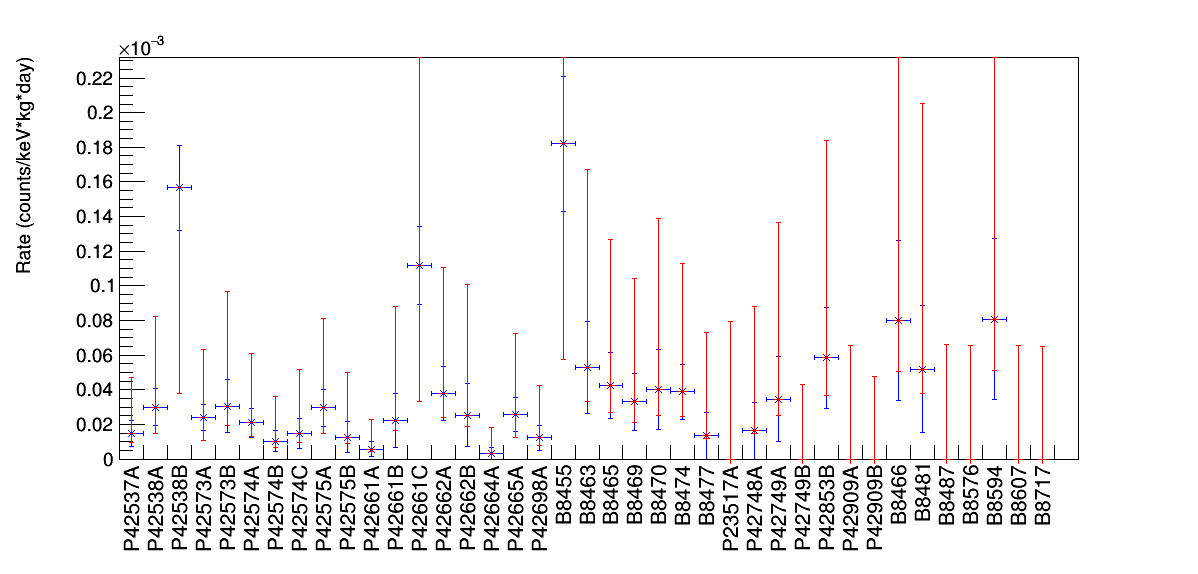 ×10⁻³
Rate (counts/keV*kg*day)
0.22
0.2
0.18
0.16
0.14
0.12
0.1
0.08
0.06
0.04
0.02
0
P42537A
P42538A
P42538B
P42573A
P42573B
P42574A
P42574B
P42574C
P42575A
P42575B
P42661A
P42661B
P42661C
P42662A
P42662B
P42664A
P42665A
P42698A
B8455
B8463
B8465
B8469
B8470
B8474
B8477
P23517A
P42748A
P42749A
P42749B
P42853B
P42909A
P42909B
B8466
B8481
B8487
B8576
B8594
B8607
B8717